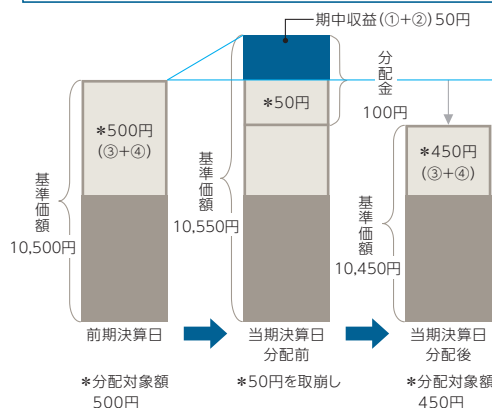 期中収益(①+②)50円
分配金
100円
*500円
(③+④)
*50円
*450円
(③+④)
基準価額
10,500円
基準価額
10,550円
基準価額
10,450円
前期決算日
当期決算日
分配前
当期決算日
分配後
*分配対象額
500円
*50円を取崩し
*分配対象額
450円